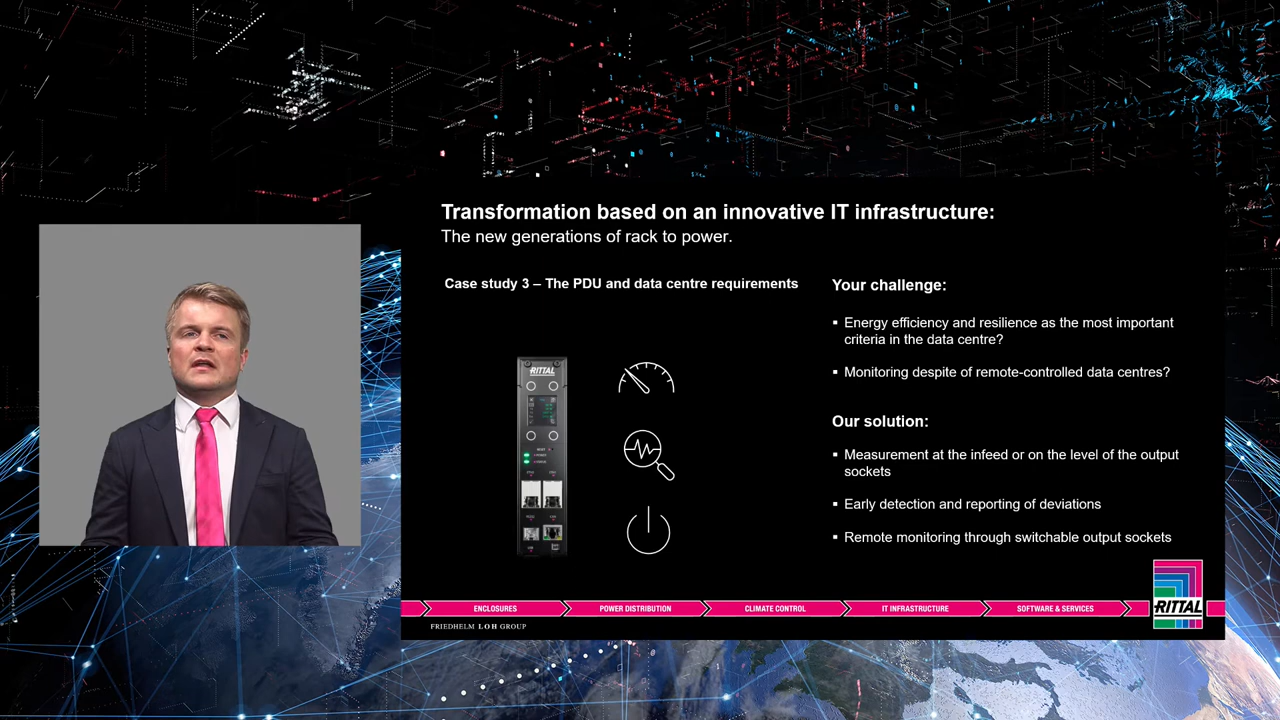 Transformation based on an innovative IT infrastructure:
The new generations of rack to power.
Case study 3 – The PDU and data centre requirements
RITTAL
Your challenge:
▪ Energy efficiency and resilience as the most important
criteria in the data centre?
▪ Monitoring despite of remote-controlled data centres?
Our solution:
▪ Measurement at the infeed or on the level of the output
sockets
▪ Early detection and reporting of deviations
▪ Remote monitoring through switchable output sockets
ENCLOSURES
POWER DISTRIBUTION
CLIMATE CONTROL
IT INFRASTRUCTURE
SOFTWARE & SERVICES
RITTAL
FRIEDHELM LOH GROUP